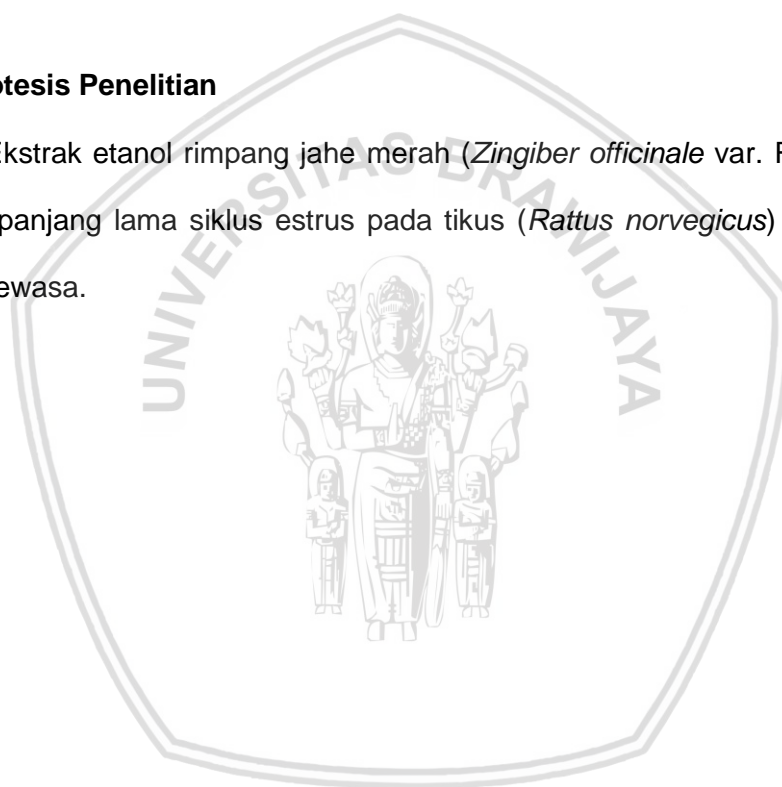 otesis Penelitian
kstrak etanol rimpang jahe merah (Zingiber officinale var.
panjang lama siklus estrus pada tikus (Rattus norvegicus)
ewasa.
UNIVERSITAS BRAWIJAYA